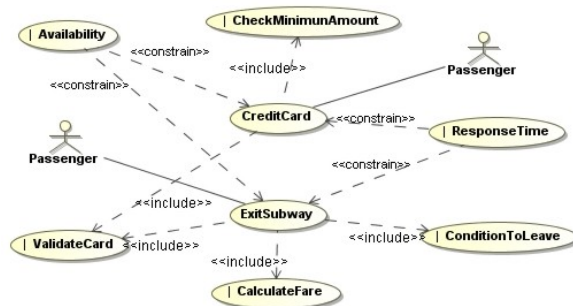 CheckMinimunAmount
Availability
<<constrain>>
<<include>>
Passenger
<<constrain>>
CreditCard
<<constrain>>
ResponseTime
Passenger
<<constrain>>
<<include>>
ExitSubway
ValidateCard
<<include>>
<<include>>
ConditionToLeave
<<include>>
CalculateFare